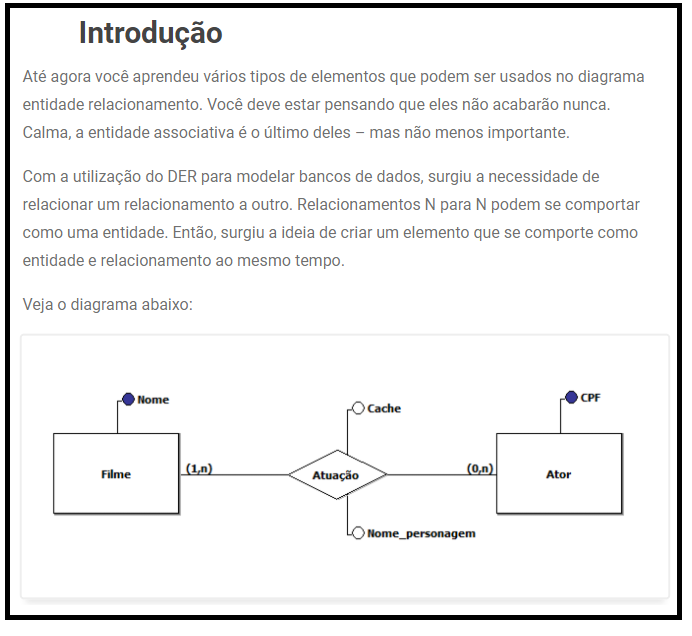 Introdução
Até agora você aprendeu vários tipos de elementos que podem ser usados no diagrama
entidade relacionamento. Você deve estar pensando que eles não acabarão nunca.
Calma, a entidade associativa é o último deles – mas não menos importante.
Com a utilização do DER para modelar bancos de dados, surgiu a necessidade de
relacionar um relacionamento a outro. Relacionamentos N para N podem se comportar
como uma entidade. Então, surgiu a ideia de criar um elemento que se comporte como
entidade e relacionamento ao mesmo tempo.
Veja o diagrama abaixo:
Nome
Cache
CPF
Filme
(1,n)
Atuação
(0,n)
Ator
Nome_personagem